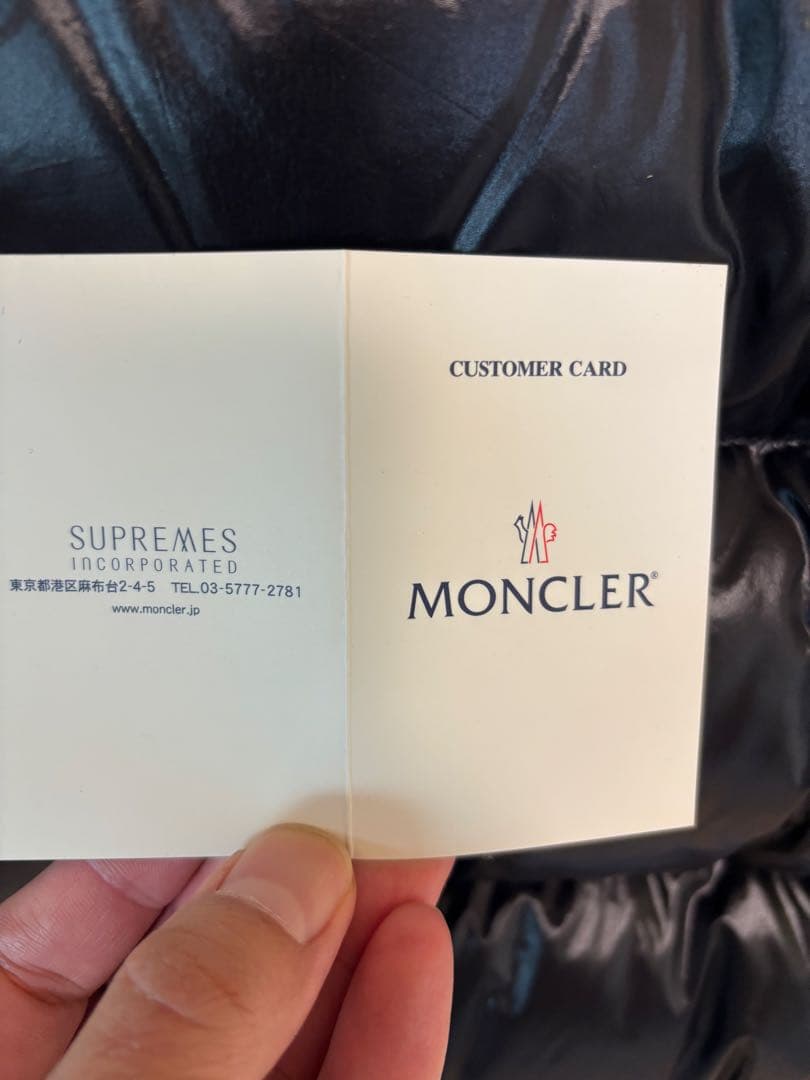 SUPREMES
INCORPORATED
東京都港区麻布台2-4-5 TEL.03-5777-2781
www.moncler.jp
CUSTOMER CARD
MONCLER®